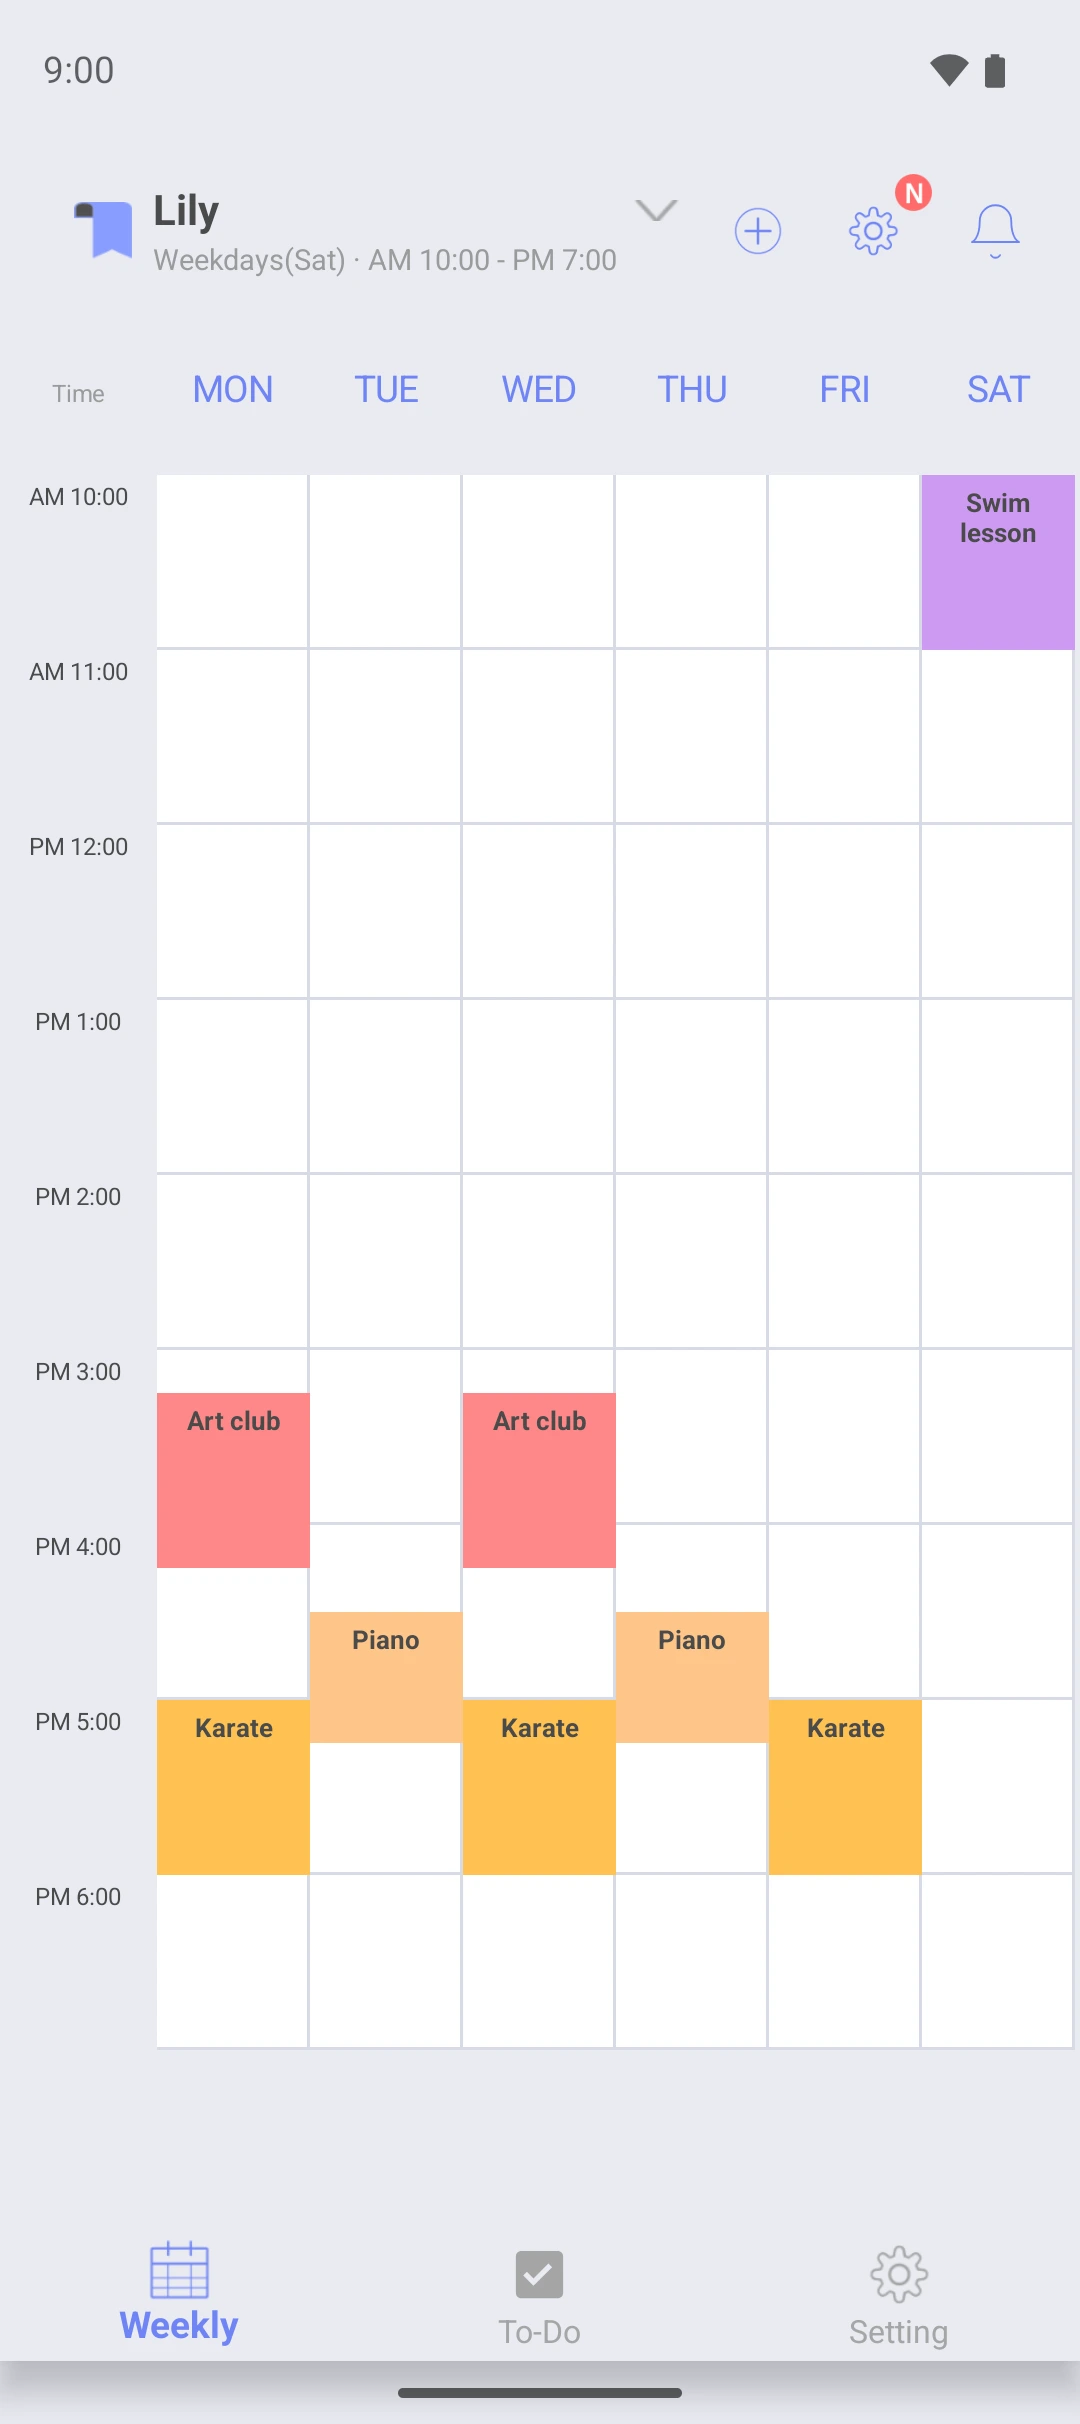 9:00
Lily
N
Weekdays(Sat) · AM 10:00 - PM 7:00
Time MON TUE WED THU FRI SAT
AM 10:00
Swim
lesson
AM 11:00
PM 12:00
PM 1:00
PM 2:00
PM 3:00
Art club Art club
PM 4:00
Piano Piano
PM 5:00
Karate Karate Karate
PM 6:00
Weekly To-Do Setting